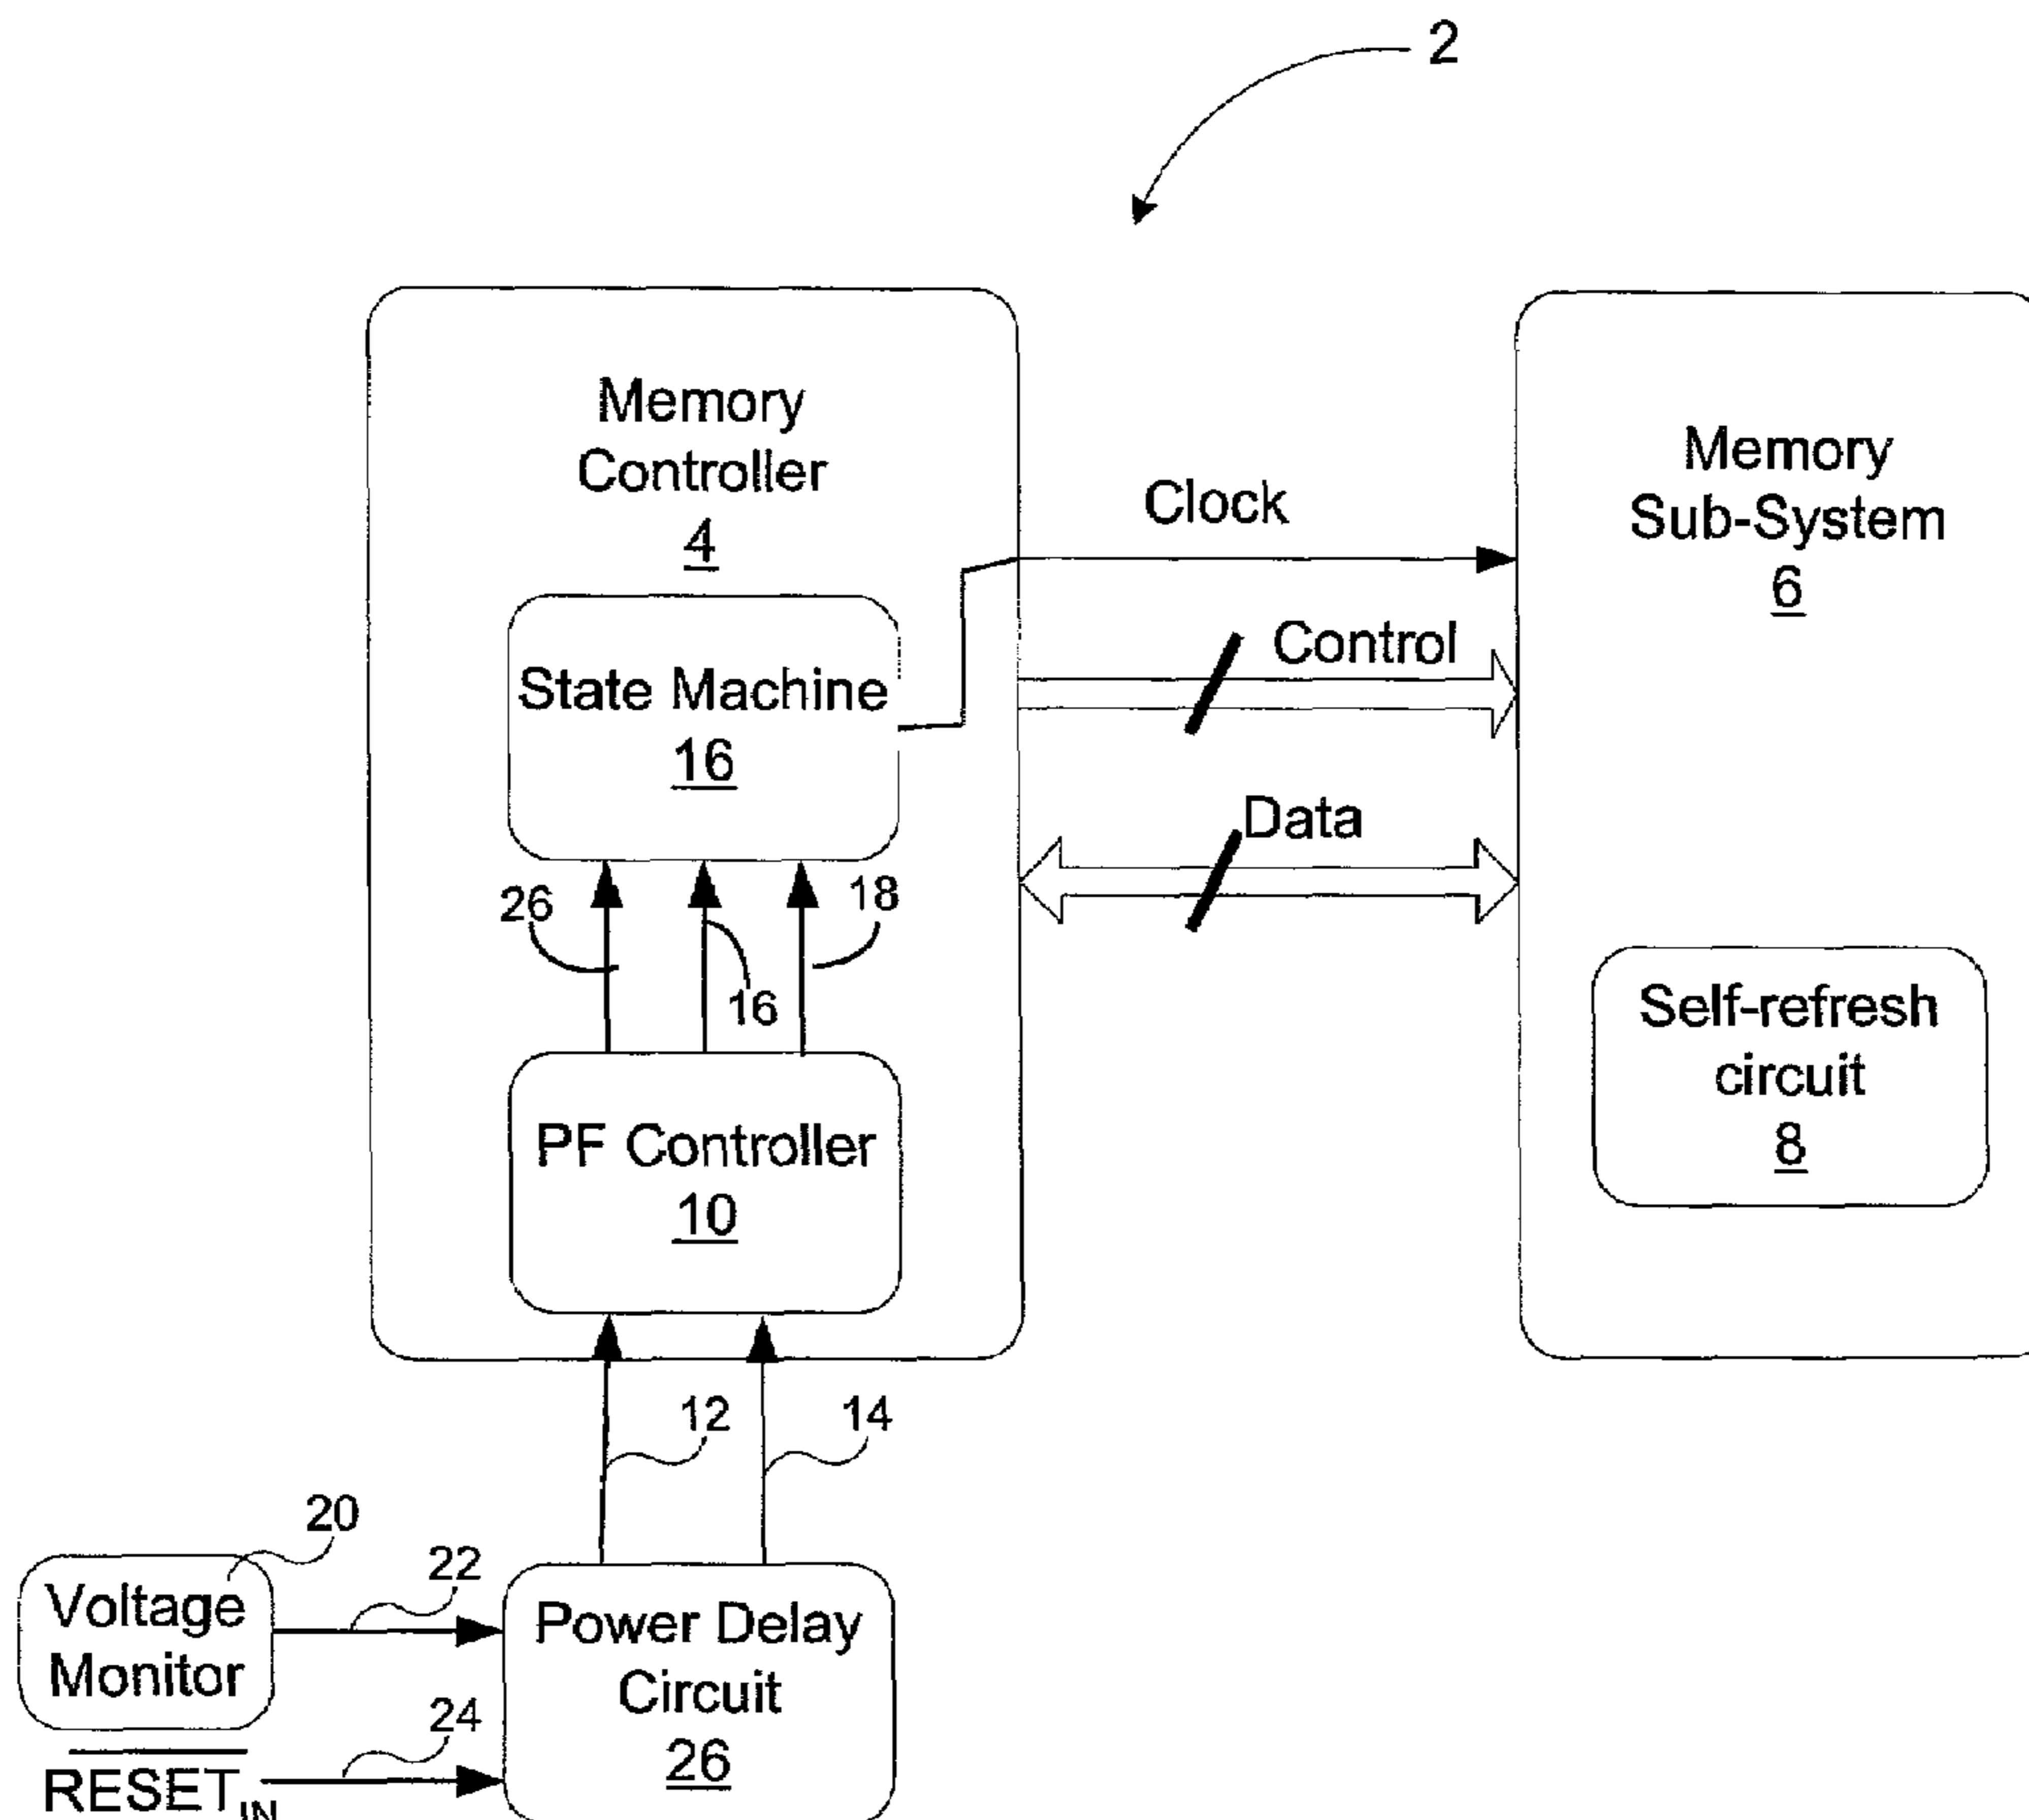 2
Memory
Controller
4
Clock
Memory
Sub-System
6
State Machine
16
Control
Data
26
16
18
Self-refresh
circuit
8
PF Controller
10
12
14
20
Voltage
Monitor
22
24
RESET IN
Power Delay
Circuit
26